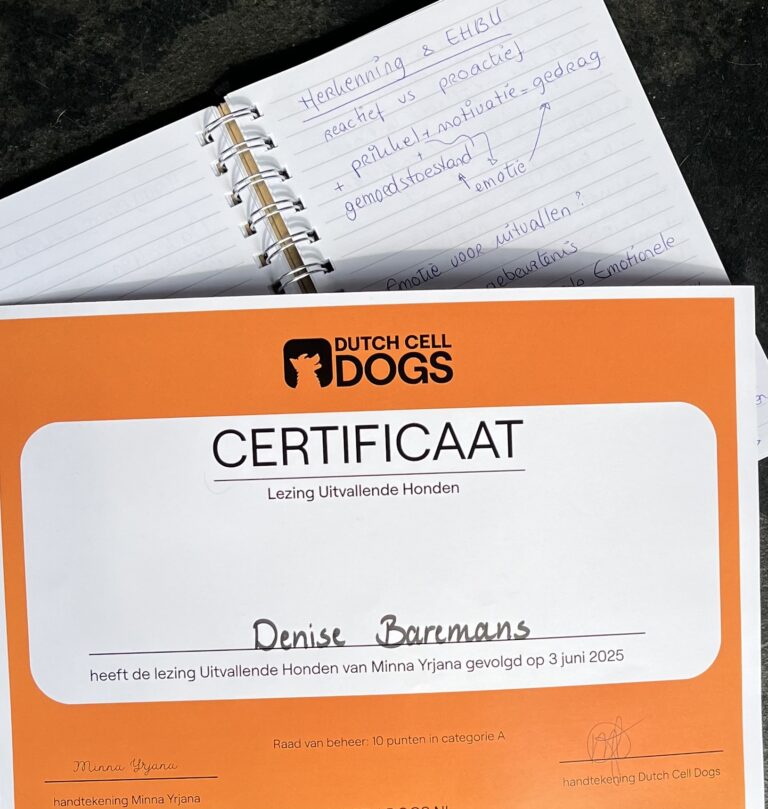 Herkenning & EHBU
reactief vs proactief
+ prikkel + motivatie = gedrag
+
gemoedstoestand
emotie
Emotie voor uitvallen?
gebeurtenis
Emotionele
DUTCH CELL
DOGS
CERTIFICAAT
Lezing Uitvallende Honden
Denise Baremans
heeft de lezing Uitvallende Honden van Minna Yrjana gevolgd op 3 juni 2025
Raad van beheer: 10 punten in categorie A
Minna Yrjana
handtekening Minna Yrjana
handtekening Dutch Cell Dogs